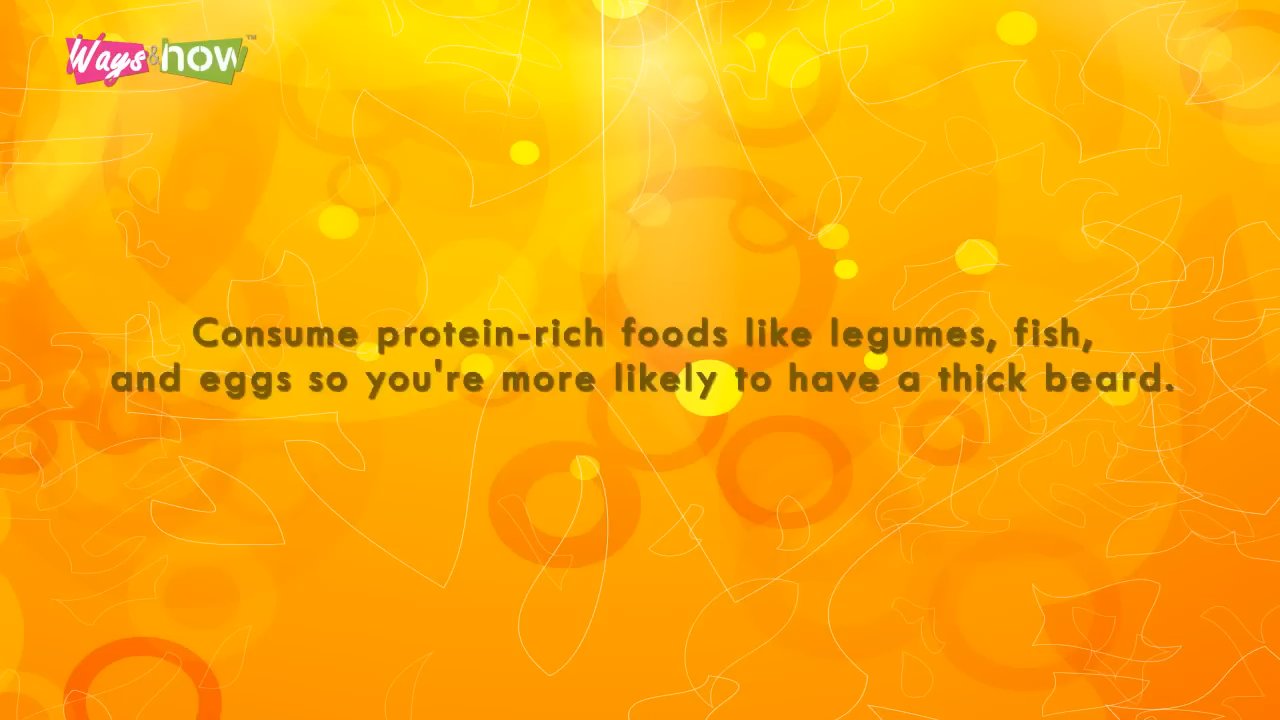 Ways & how™
Consume protein-rich foods like legumes, fish,
and eggs so you're more likely to have a thick beard.